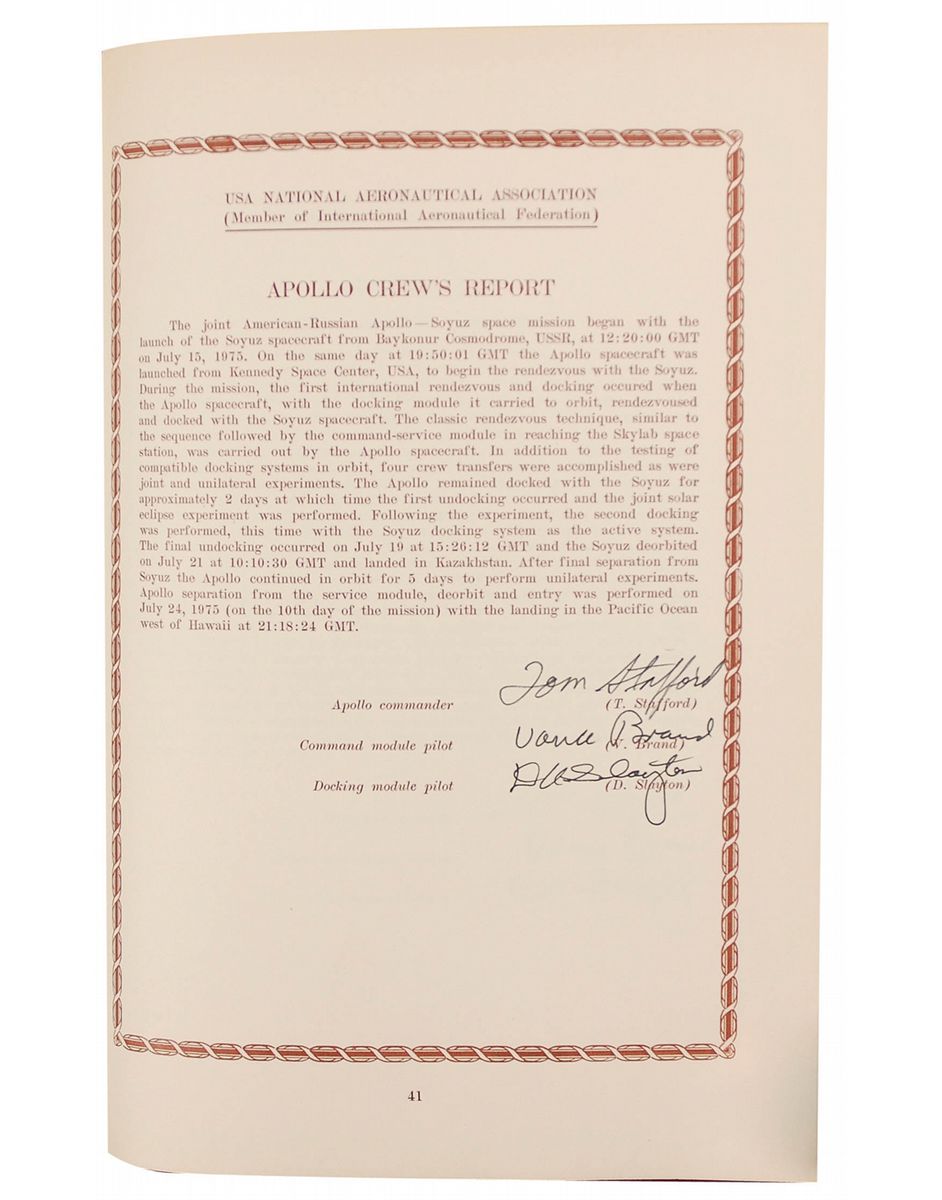 USA NATIONAL AERONAUTICAL ASSOCIATION
(Member of International Aeronautical Federation)
APOLLO CREW'S REPORT
The joint American-Russian Apollo — Soyuz space mission began with the
launch of the Soyuz spacecraft from Baykonur Cosmodrome, USSR, at 12:20:00 GMT
on July 15, 1975. On the same day at 19:50:01 GMT the Apollo spacecraft was
launched from Kennedy Space Center, USA, to begin the rendezvous with the Soyuz.
During the mission, the first international rendezvous and docking occured when
the Apollo spacecraft, with the docking module it carried to orbit, rendezvoused
and docked with the Soyuz spacecraft. The classic rendezvous technique, similar to
the sequence followed by the command-service module in reaching the Skylab space
station, was carried out by the Apollo spacecraft. In addition to the testing of
compatible docking systems in orbit, four crew transfers were accomplished as were
joint and unilateral experiments. The Apollo remained docked with the Soyuz for
approximately 2 days at which time the first undocking occurred and the joint solar
eclipse experiment was performed. Following the experiment, the second docking
was performed, this time with the Soyuz docking system as the active system.
The final undocking occurred on July 19 at 15:26:12 GMT and the Soyuz deorbited
on July 21 at 10:10:30 GMT and landed in Kazakhstan. After final separation from
Soyuz the Apollo continued in orbit for 5 days to perform unilateral experiments.
Apollo separation from the service module, deorbit and entry was performed on
July 24, 1975 (on the 10th day of the mission) with the landing in the Pacific Ocean
west of Hawaii at 21:18:24 GMT.
Tom Stafford
Apollo commander (T. Stafford)
Vance Brand
Command module pilot (V. Brand)
DK Slayton
Docking module pilot (D. Slayton)
41